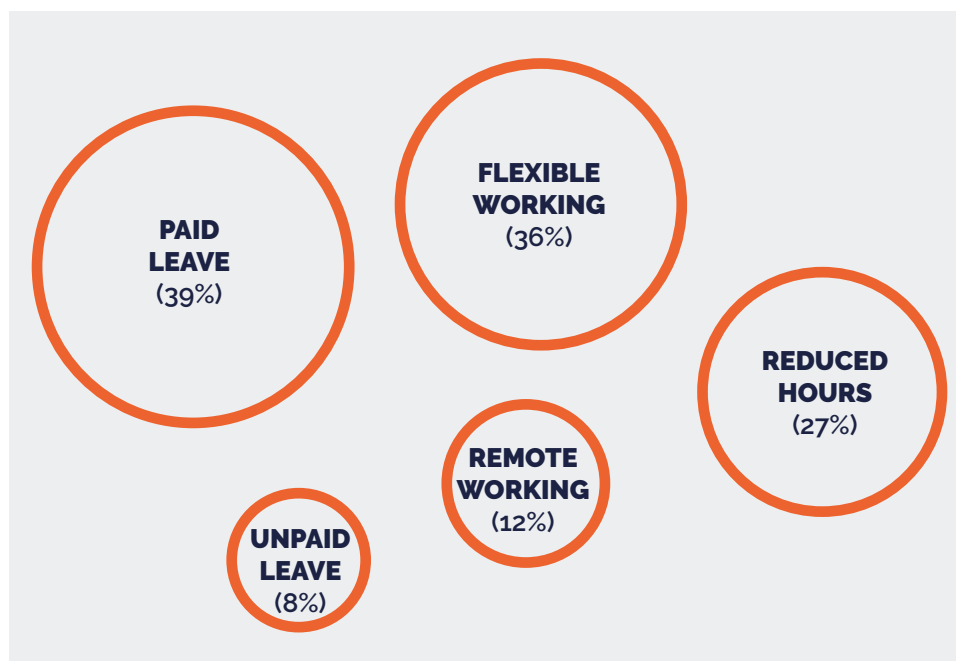 PAID
LEAVE
(39%)
FLEXIBLE
WORKING
(36%)
REDUCED
HOURS
(27%)
REMOTE
WORKING
(12%)
UNPAID
LEAVE
(8%)